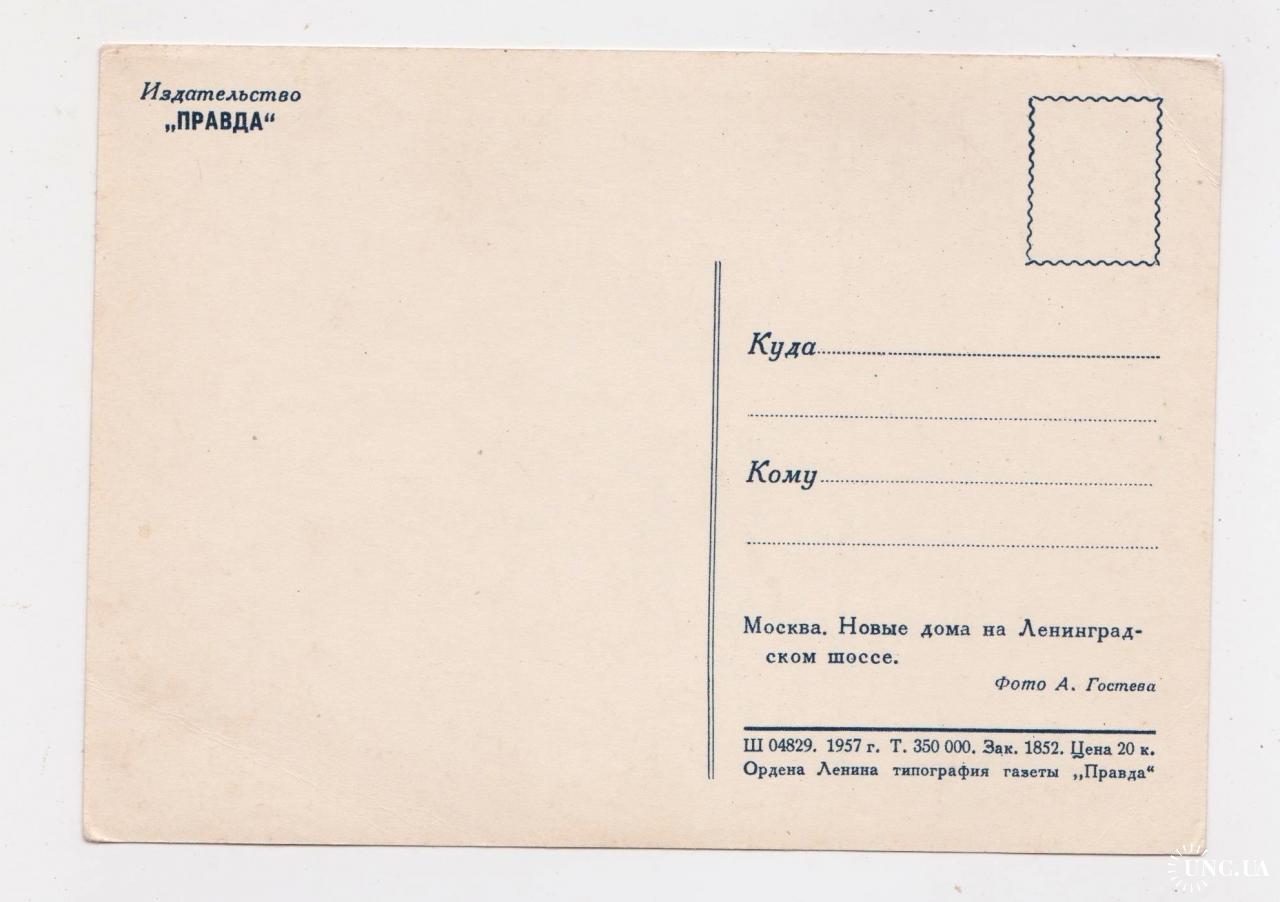 Издательство
„ПРАВДА“
Куда
Кому
Москва. Новые дома на Ленинград-
ском шоссе.
Фото А. Гостева
Ш 04829. 1957 г. Т. 350 000. Зак. 1852. Цена 20 к.
Ордена Ленина типография газеты „Правда“
UNC.UA